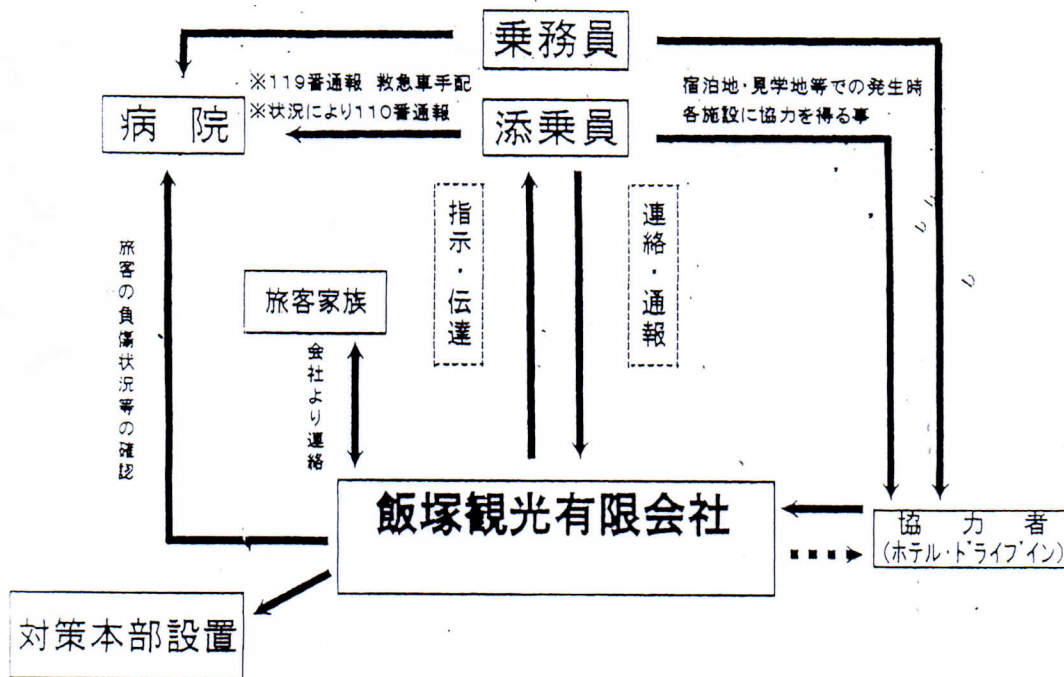 乗務員
※119番通報 救急車手配
※状況により110番通報
宿泊地・見学地等での発生時
各施設に協力を得る事
病院
添乗員
指示・伝達
連絡・通報
旅客の負傷状況等の確認
旅客家族
会社より連絡
飯塚観光有限会社
協力者
(ホテル・ドライブイン)
対策本部設置